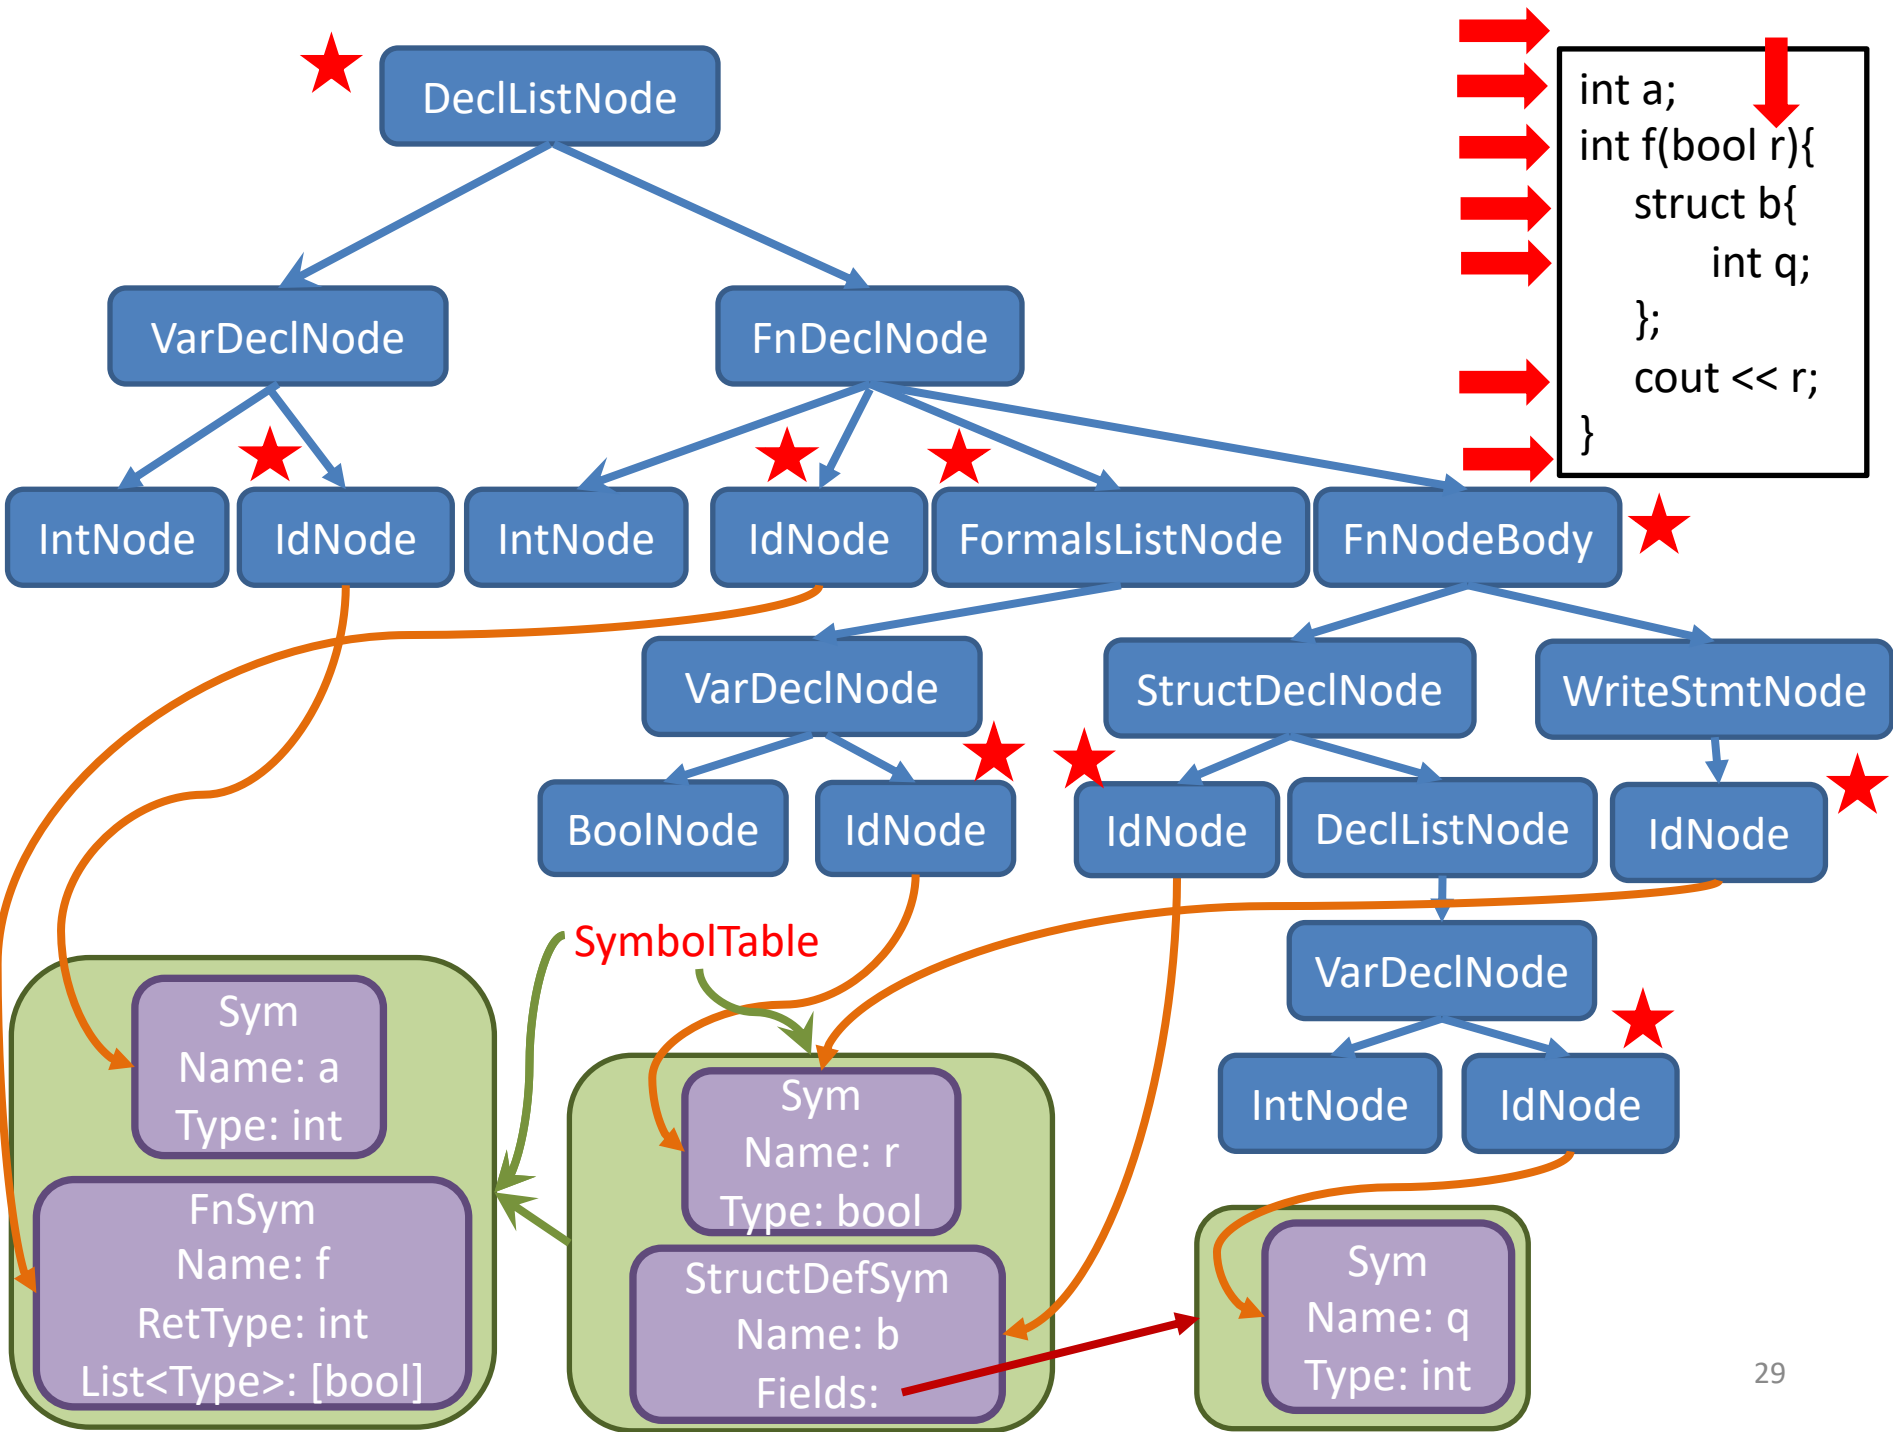 DeclListNode
int a;
int f(bool r){
struct b{
int q;
};
cout << r;
}
VarDeclNode
FnDeclNode
IntNode
IdNode
IntNode
IdNode
FormalsListNode
FnNodeBody
VarDeclNode
StructDeclNode
WriteStmtNode
BoolNode
IdNode
IdNode
DeclListNode
IdNode
SymbolTable
VarDeclNode
IntNode
IdNode
Sym
Name: a
Type: int
FnSym
Name: f
RetType: int
List<Type>: [bool]
Sym
Name: r
Type: bool
StructDefSym
Name: b
Fields:
Sym
Name: q
Type: int
29